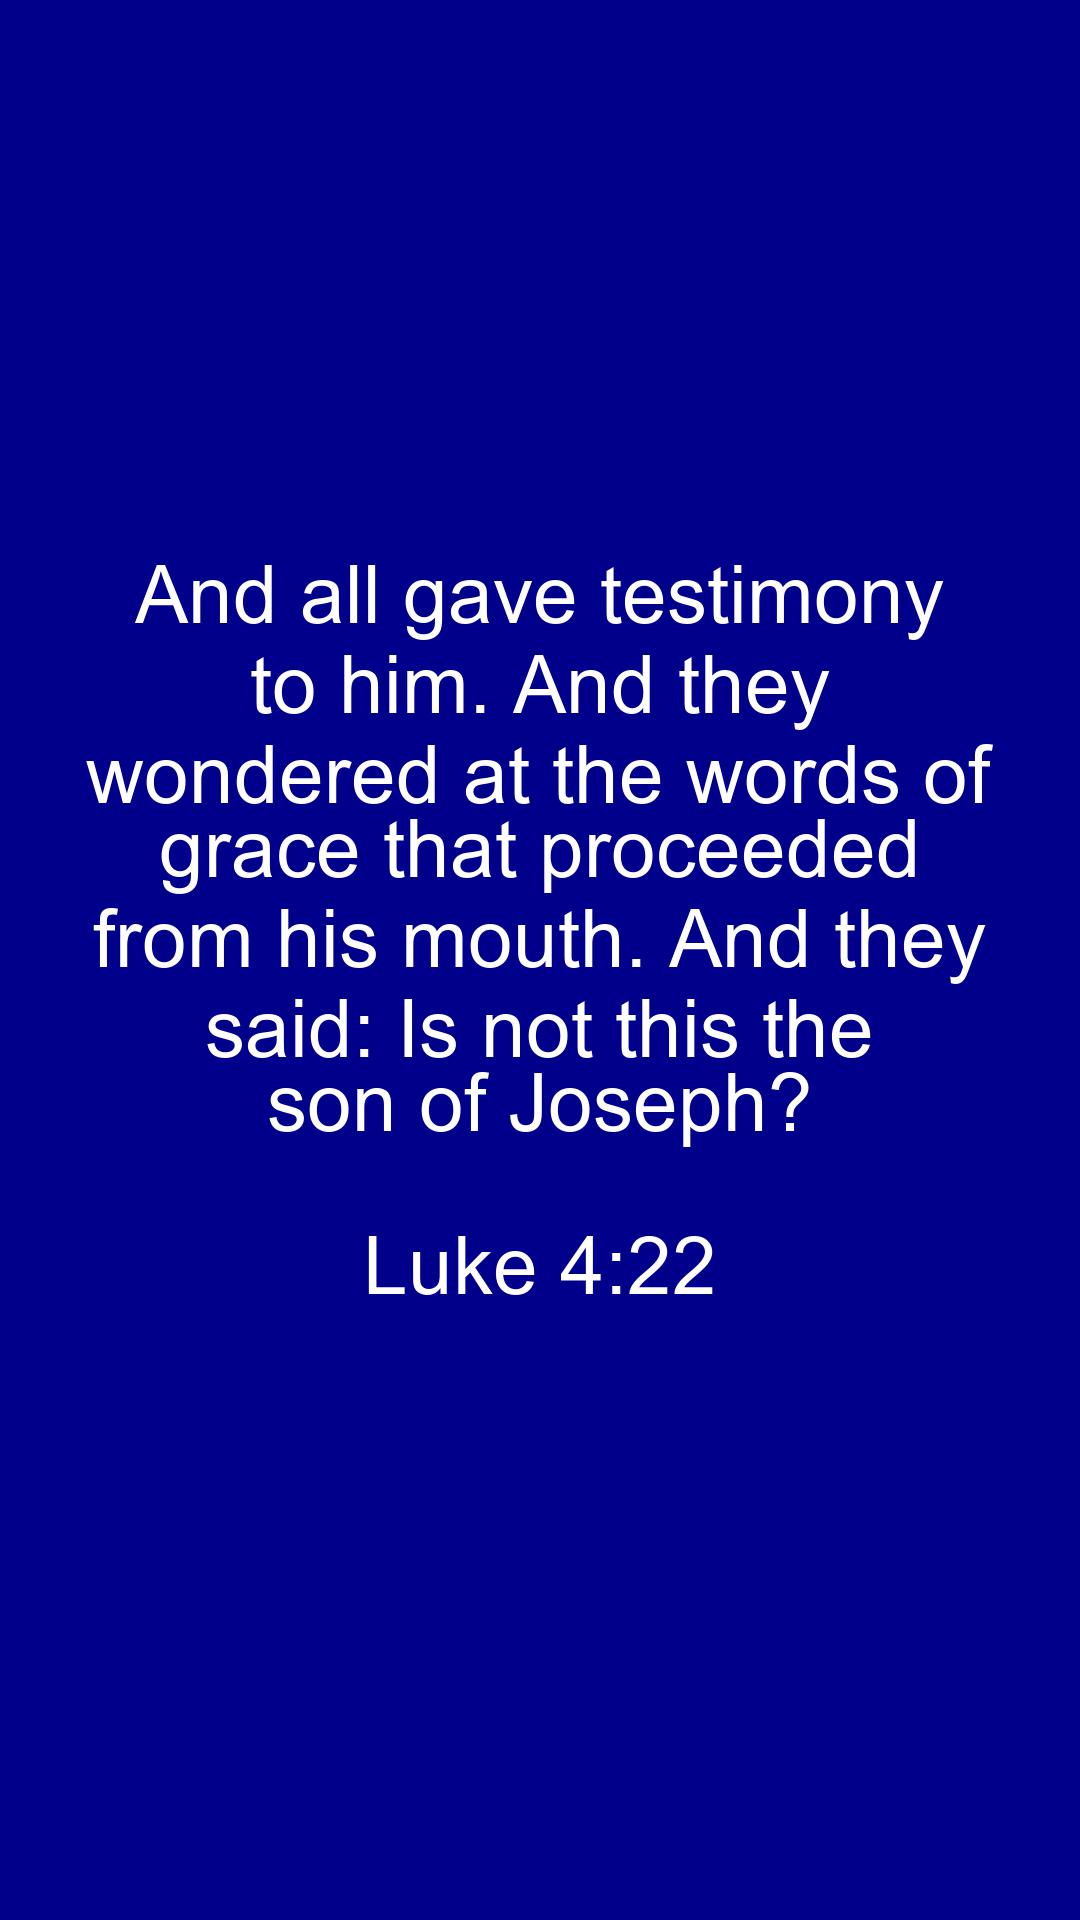 And all gave testimony
to him. And they
wondered at the words of
grace that proceeded
from his mouth. And they
said: Is not this the
son of Joseph?
Luke 4:22